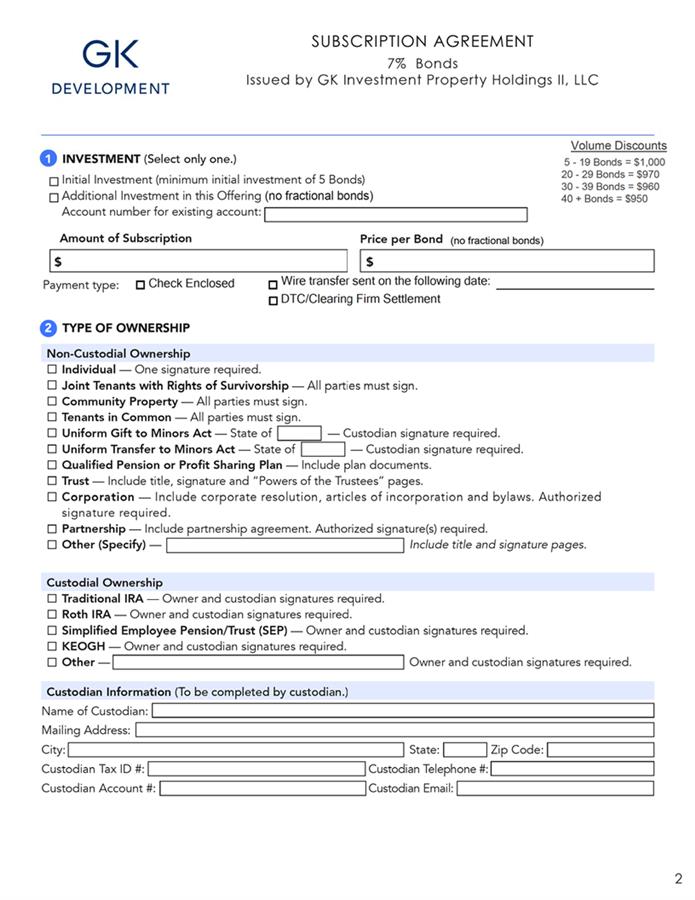 GK
DEVELOPMENT
SUBSCRIPTION AGREEMENT
7% Bonds
Issued by GK Investment Property Holdings II, LLC
Volume Discounts
5 - 19 Bonds = $1,000
20 - 29 Bonds = $970
30 - 39 Bonds = $960
40 + Bonds = $950
1 INVESTMENT (Select only one.)
Initial Investment (minimum initial investment of 5 Bonds)
Additional Investment in this Offering (no fractional bonds)
Account number for existing account:
Amount of Subscription Price per Bond (no fractional bonds)
$ $
Payment type: Check Enclosed Wire transfer sent on the following date:
DTC/Clearing Firm Settlement
2 TYPE OF OWNERSHIP
Non-Custodial Ownership
Individual — One signature required.
Joint Tenants with Rights of Survivorship — All parties must sign.
Community Property — All parties must sign.
Tenants in Common — All parties must sign.
Uniform Gift to Minors Act — State of — Custodian signature required.
Uniform Transfer to Minors Act — State of — Custodian signature required.
Qualified Pension or Profit Sharing Plan — Include plan documents.
Trust — Include title, signature and “Powers of the Trustees” pages.
Corporation — Include corporate resolution, articles of incorporation and bylaws. Authorized
signature required.
Partnership — Include partnership agreement. Authorized signature(s) required.
Other (Specify) — Include title and signature pages.
Custodial Ownership
Traditional IRA — Owner and custodian signatures required.
Roth IRA — Owner and custodian signatures required.
Simplified Employee Pension/Trust (SEP) — Owner and custodian signatures required.
KEOGH — Owner and custodian signatures required.
Other — Owner and custodian signatures required.
Custodian Information (To be completed by custodian.)
Name of Custodian:
Mailing Address:
City: State: Zip Code:
Custodian Tax ID #: Custodian Telephone #:
Custodian Account #: Custodian Email:
2